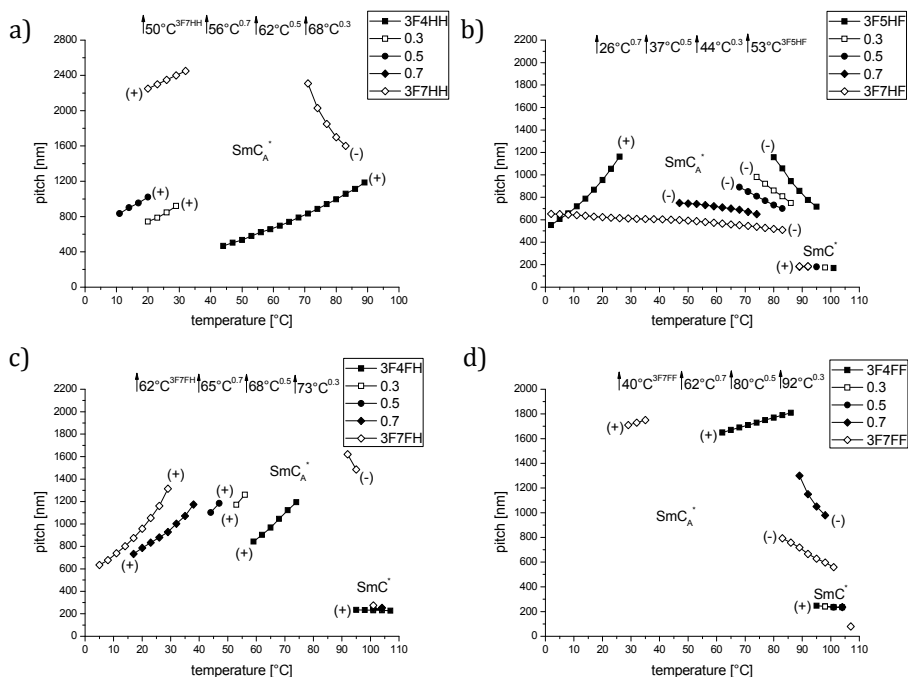 a)
↑50°C3F7HH ↑56°C0.7 ↑62°C0.5 ↑68°C0.3
2800
2400
2000
1600
1200
800
400
0
pitch [nm]
0 10 20 30 40 50 60 70 80 90 100
temperature [°C]
3F4HH
0.3
0.5
0.7
3F7HH
(+)
(-)
SmCA*
(+)
(+)
(+)
b)
↑26°C0.7 ↑37°C0.5 ↑44°C0.3 ↑53°C3F5HF
2200
2000
1800
1600
1400
1200
1000
800
600
400
200
0
pitch [nm]
0 10 20 30 40 50 60 70 80 90 100 110
temperature [°C]
3F5HF
0.3
0.5
0.7
3F7HF
(+)
SmCA*
(-)
(-)
(-)
(-)
(-)
SmC*
(+)
c)
↑62°C3F7FH ↑65°C0.7 ↑68°C0.5 ↑73°C0.3
2200
2000
1800
1600
1400
1200
1000
800
600
400
200
0
pitch [nm]
0 10 20 30 40 50 60 70 80 90 100 110
temperature [°C]
3F4FH
0.3
0.5
0.7
3F7FH
(+)
(+)
(+)
(+)
SmCA*
(-)
(+)
(+)
SmC*
(+)
d)
↑40°C3F7FF ↑62°C0.7 ↑80°C0.5 ↑92°C0.3
2000
1800
1600
1400
1200
1000
800
600
400
200
0
pitch [nm]
0 10 20 30 40 50 60 70 80 90 100 110
temperature [°C]
3F4FF
0.3
0.5
0.7
3F7FF
(+)
(+)
SmCA*
(-)
(-)
SmC*
(+)